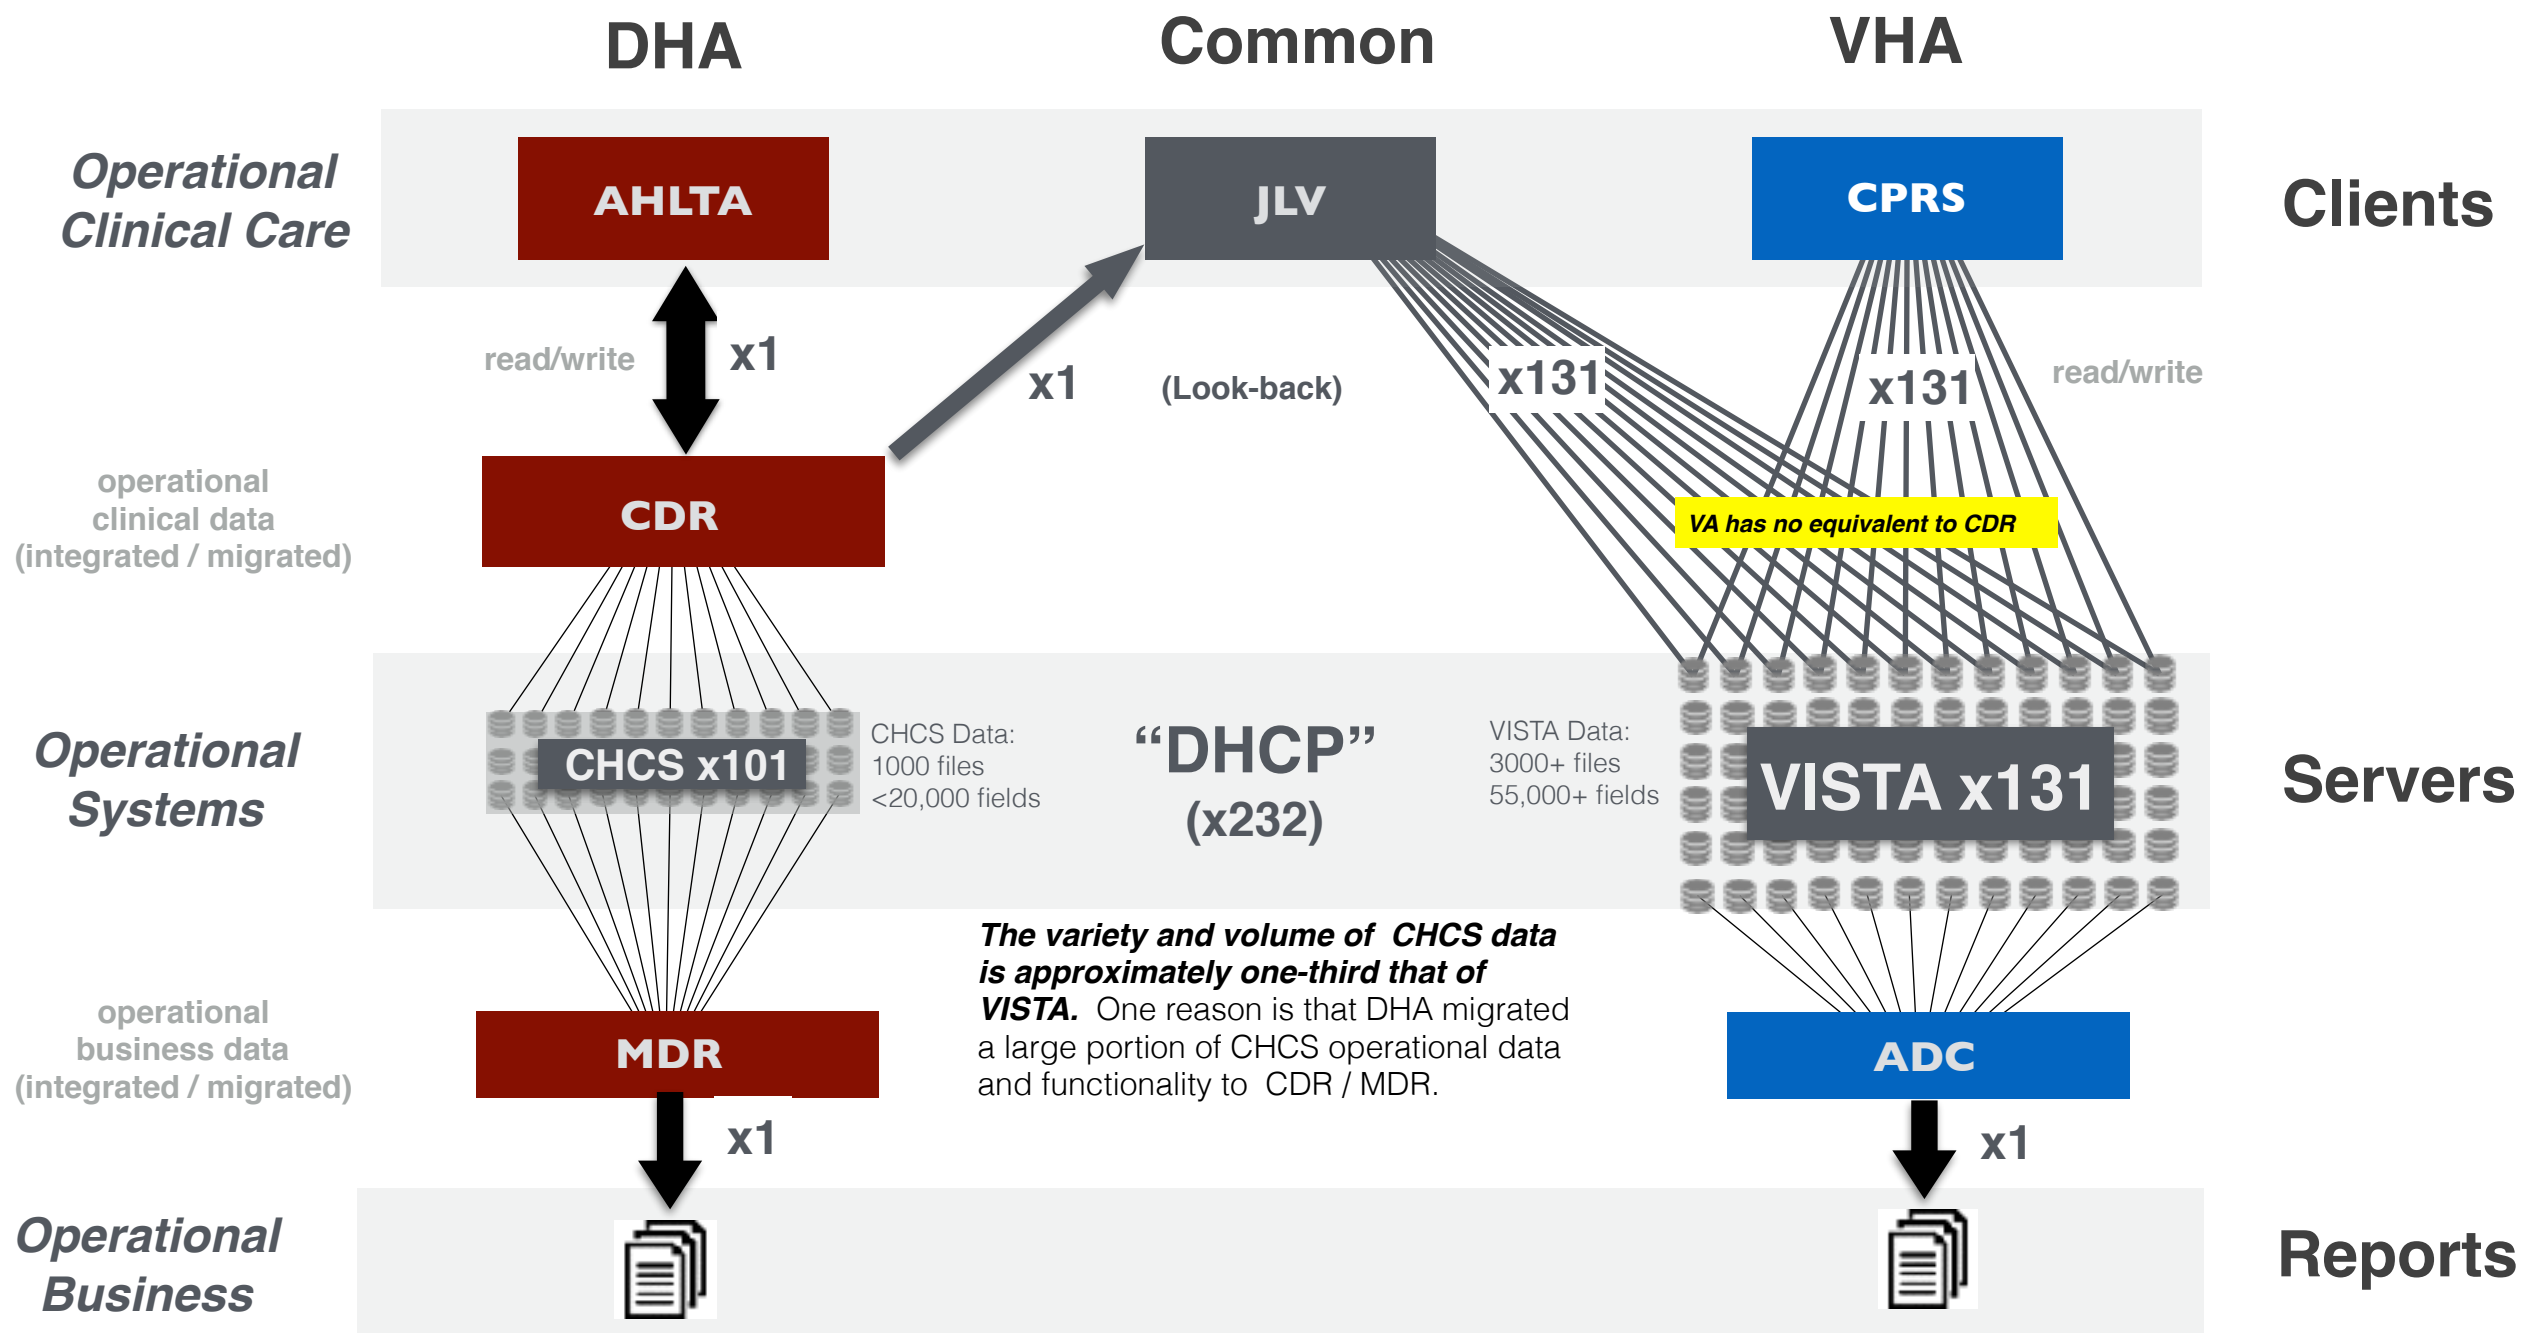 DHA
Common
VHA
Operational
Clinical Care
AHLTA
JLV
CPRS
Clients
read/write
x1
x1
(Look-back)
x131
x131
read/write
operational
clinical data
(integrated / migrated)
CDR
VA has no equivalent to CDR
Operational
Systems
CHCS x101
CHCS Data:
1000 files
<20,000 fields
“DHCP”
(x232)
VISTA Data:
3000+ files
55,000+ fields
VISTA x131
Servers
The variety and volume of CHCS data
is approximately one-third that of
VISTA. One reason is that DHA migrated
a large portion of CHCS operational data
and functionality to CDR / MDR.
operational
business data
(integrated / migrated)
MDR
ADC
x1
x1
Operational
Business
Reports